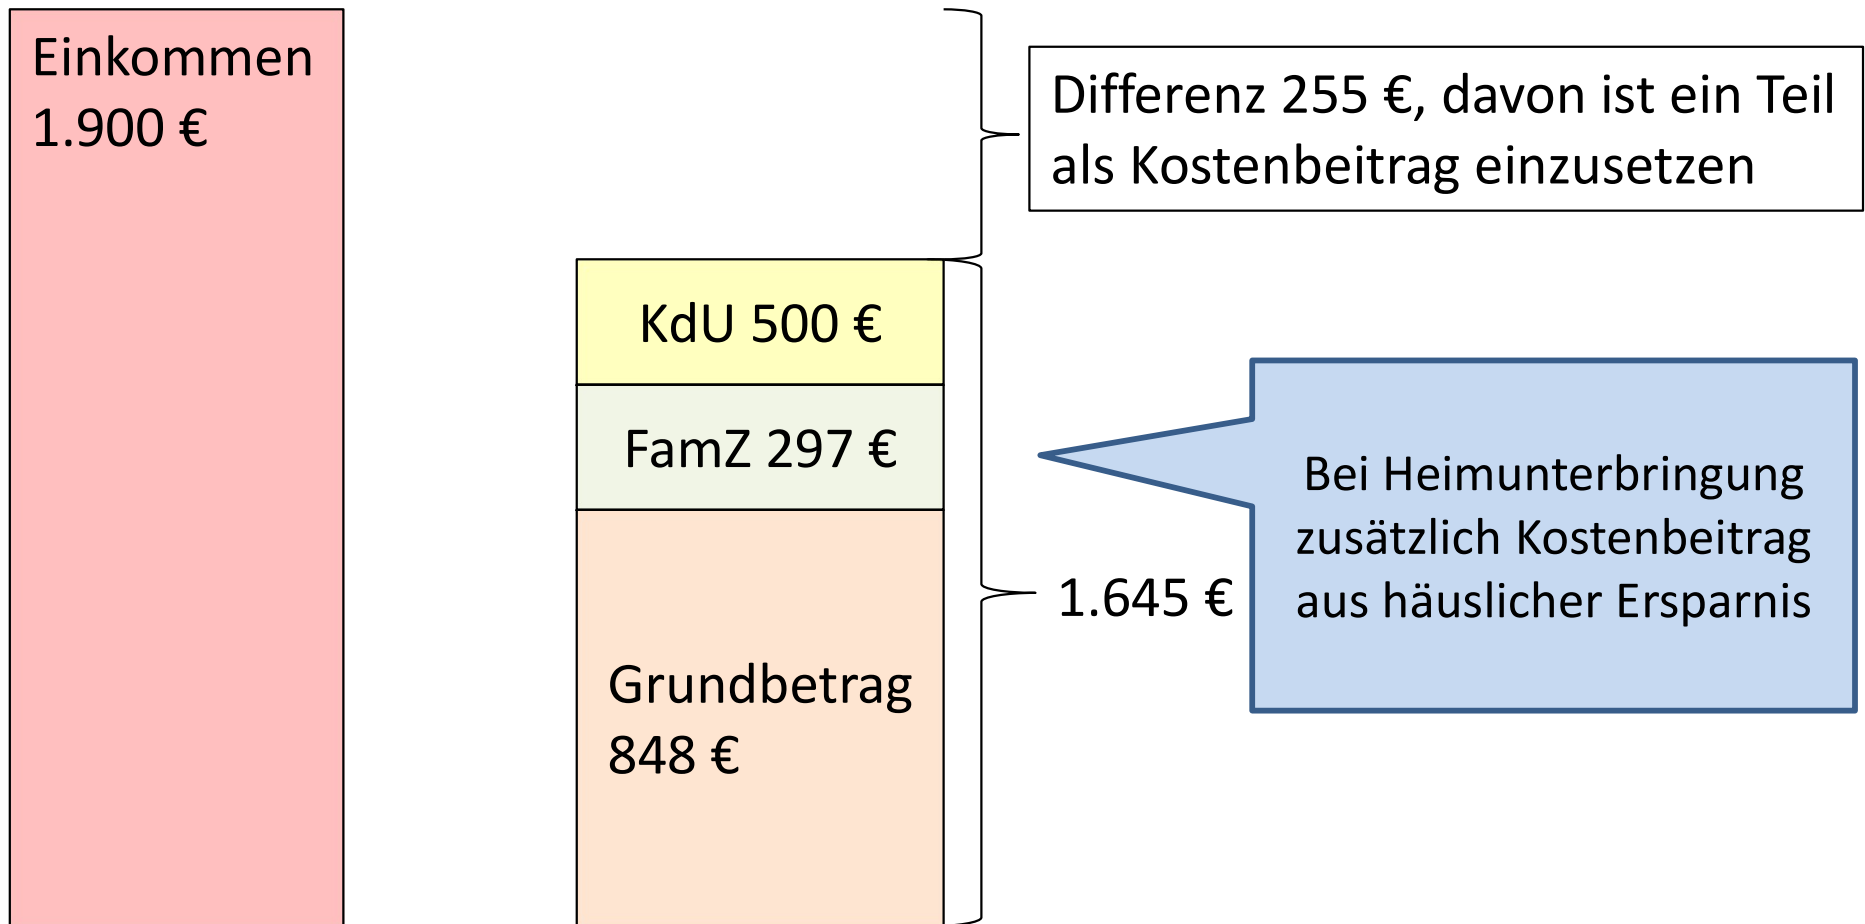 Einkommen
1.900 €
Differenz 255 €, davon ist ein Teil
als Kostenbeitrag einzusetzen
KdU 500 €
FamZ 297 €
Grundbetrag
848 €
1.645 €
Bei Heimunterbringung
zusätzlich Kostenbeitrag
aus häuslicher Ersparnis